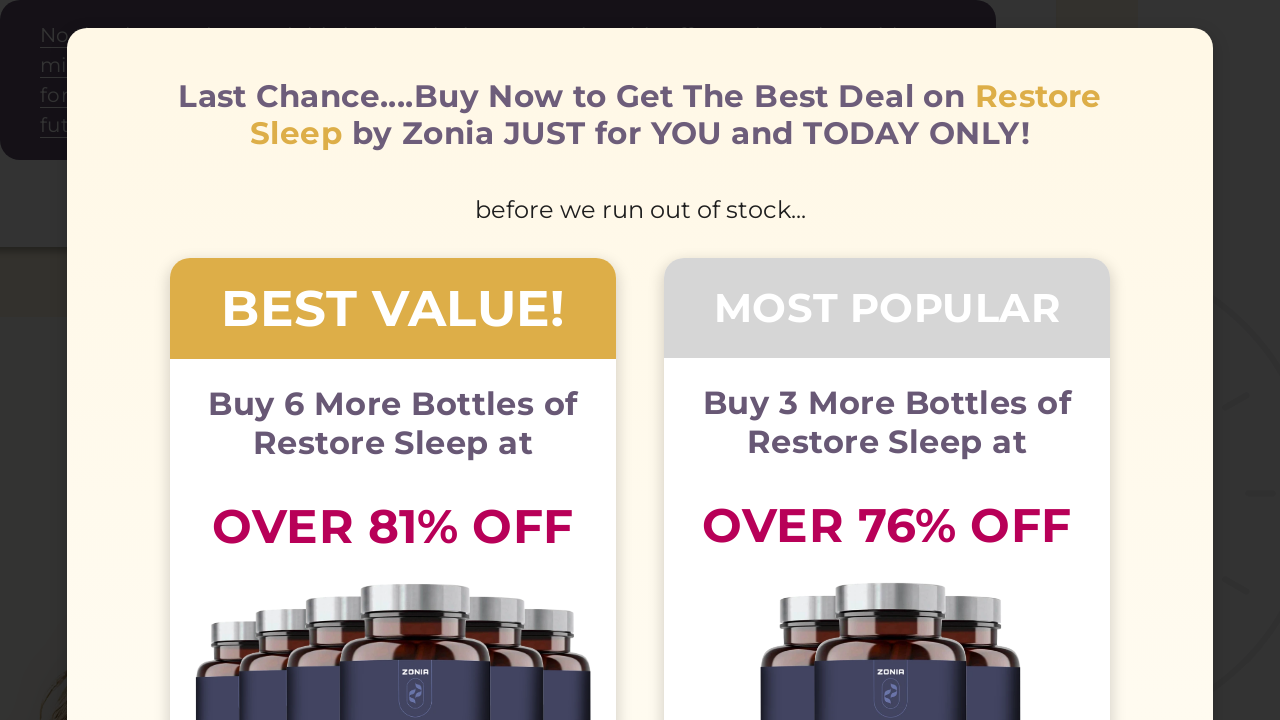 No
mi
for
fut
Last Chance....Buy Now to Get The Best Deal on Restore
Sleep by Zonia JUST for YOU and TODAY ONLY!
before we run out of stock...
BEST VALUE!
Buy 6 More Bottles of
Restore Sleep at
OVER 81% OFF
ZONIA
MOST POPULAR
Buy 3 More Bottles of
Restore Sleep at
OVER 76% OFF
ZONIA